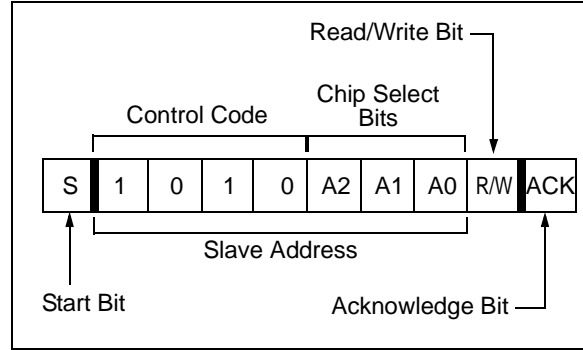 Read/Write Bit
Chip Select
Control Code Bits
S 1 0 1 0 A2 A1 A0 R/W ACK
Slave Address
Start Bit
Acknowledge Bit